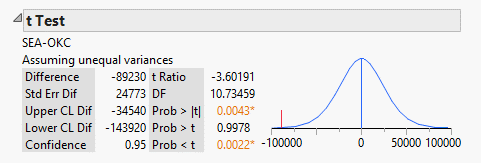 t Test
SEA-OKC
Assuming unequal variances
Difference -89230 t Ratio -3.60191
Std Err Dif 24773 DF 10.73459
Upper CL Dif -34540 Prob > |t| 0.0043*
Lower CL Dif -143920 Prob > t 0.9978
Confidence 0.95 Prob < t 0.0022*
-100000 0 50000 100000